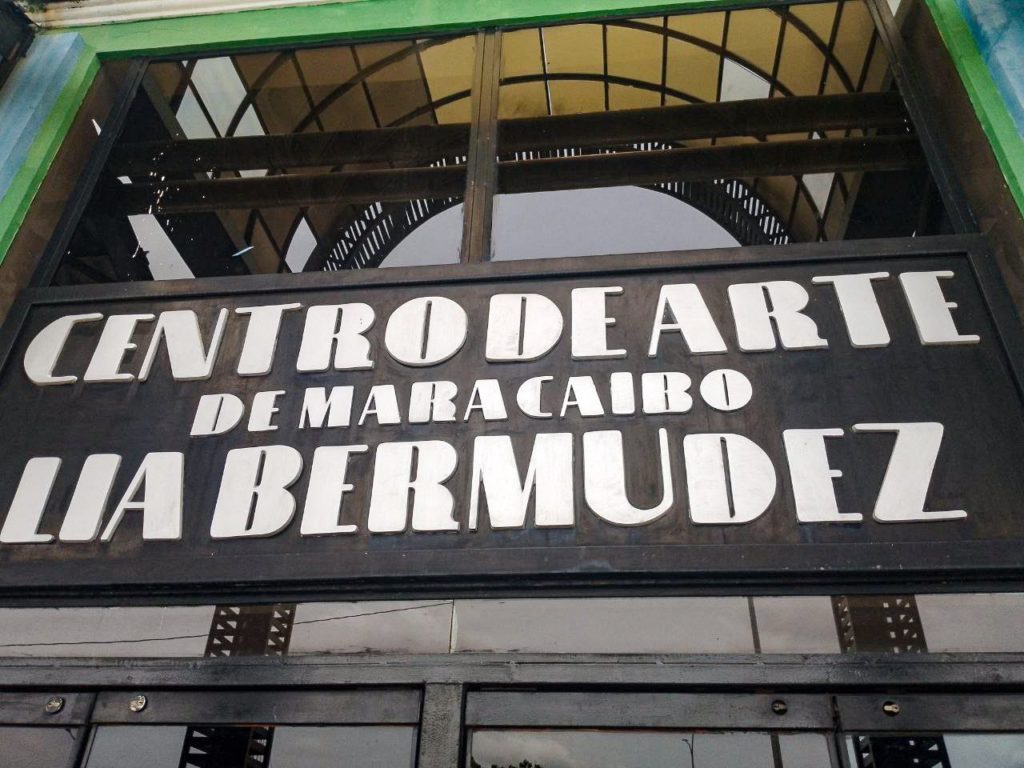 CENTRO DE ARTE
DE MARACAIBO
LIA BERMUDEZ